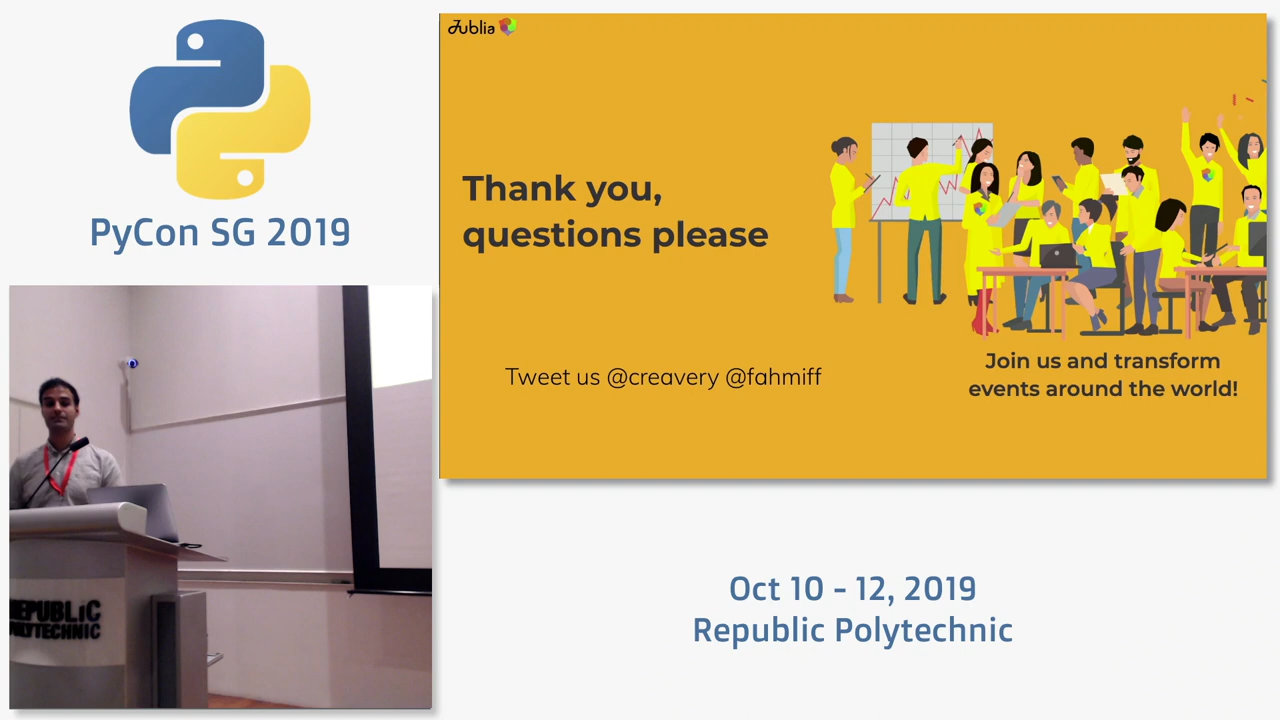 PyCon SG 2019
Jublia
Thank you,
questions please
Tweet us @creavery @fahmiff
Join us and transform
events around the world!
REPUBLIC
POLYTECHNIC
Oct 10 - 12, 2019
Republic Polytechnic